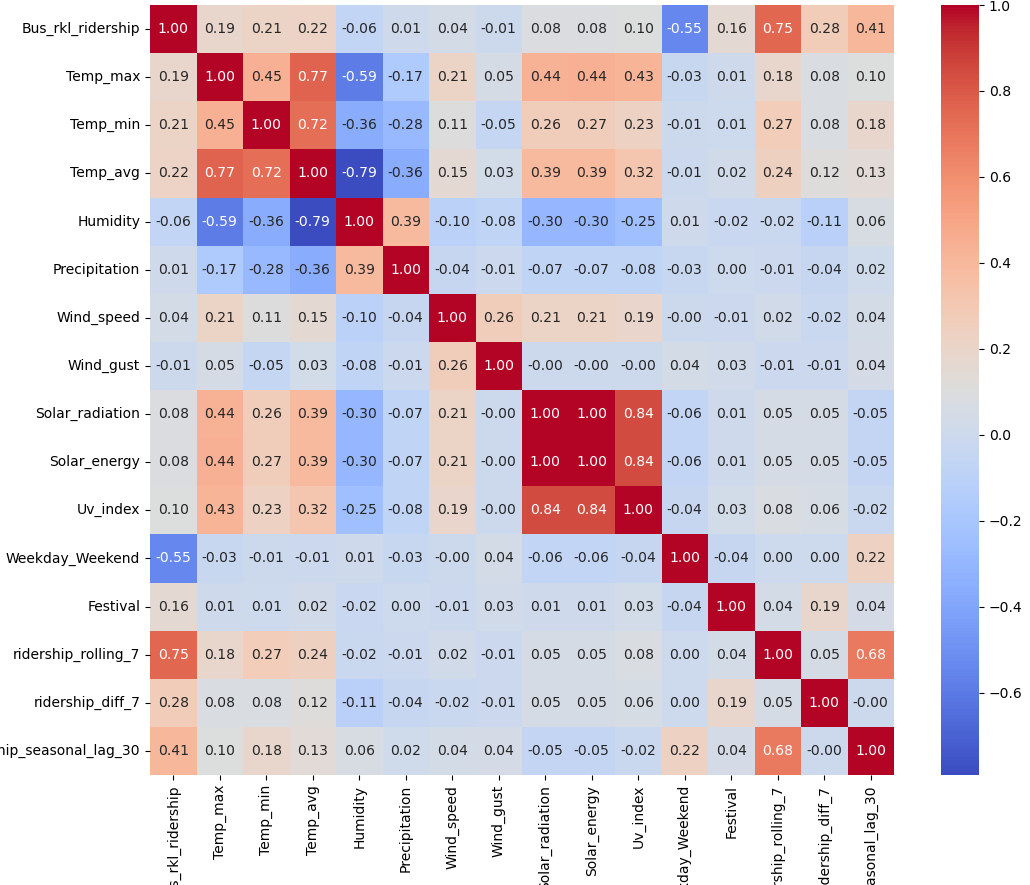 Bus_rkl_ridership 1.00 0.19 0.21 0.22 -0.06 0.01 0.04 -0.01 0.08 0.08 0.10 -0.55 0.16 0.75 0.28 0.41
Temp_max 0.19 1.00 0.45 0.77 -0.59 -0.17 0.21 0.05 0.44 0.44 0.43 -0.03 0.01 0.18 0.08 0.10
Temp_min 0.21 0.45 1.00 0.72 -0.36 -0.28 0.11 -0.05 0.26 0.27 0.23 -0.01 0.01 0.27 0.08 0.18
Temp_avg 0.22 0.77 0.72 1.00 -0.79 -0.36 0.15 0.03 0.39 0.39 0.32 -0.01 0.02 0.24 0.12 0.13
Humidity -0.06 -0.59 -0.36 -0.79 1.00 0.39 -0.10 -0.08 -0.30 -0.30 -0.25 0.01 -0.02 -0.02 -0.11 0.06
Precipitation 0.01 -0.17 -0.28 -0.36 0.39 1.00 -0.04 -0.01 -0.07 -0.07 -0.08 -0.03 0.00 -0.01 -0.04 0.02
Wind_speed 0.04 0.21 0.11 0.15 -0.10 -0.04 1.00 0.26 0.21 0.21 0.19 -0.00 -0.01 0.02 -0.02 0.04
Wind_gust -0.01 0.05 -0.05 0.03 -0.08 -0.01 0.26 1.00 -0.00 -0.00 -0.00 0.04 0.03 -0.01 -0.01 0.04
Solar_radiation 0.08 0.44 0.26 0.39 -0.30 -0.07 0.21 -0.00 1.00 1.00 0.84 -0.06 0.01 0.05 0.05 -0.05
Solar_energy 0.08 0.44 0.27 0.39 -0.30 -0.07 0.21 -0.00 1.00 1.00 0.84 -0.06 0.01 0.05 0.05 -0.05
Uv_index 0.10 0.43 0.23 0.32 -0.25 -0.08 0.19 -0.00 0.84 0.84 1.00 -0.04 0.03 0.08 0.06 -0.02
Weekday_Weekend -0.55 -0.03 -0.01 -0.01 0.01 -0.03 -0.00 0.04 -0.06 -0.06 -0.04 1.00 -0.04 0.00 0.00 0.22
Festival 0.16 0.01 0.01 0.02 -0.02 0.00 -0.01 0.03 0.01 0.01 0.03 -0.04 1.00 0.04 0.19 0.04
ridership_rolling_7 0.75 0.18 0.27 0.24 -0.02 -0.01 0.02 -0.01 0.05 0.05 0.08 0.00 0.04 1.00 0.05 0.68
ridership_diff_7 0.28 0.08 0.08 0.12 -0.11 -0.04 -0.02 -0.01 0.05 0.05 0.06 0.00 0.19 0.05 1.00 -0.00
hip_seasonal_lag_30 0.41 0.10 0.18 0.13 0.06 0.02 0.04 0.04 -0.05 -0.05 -0.02 0.22 0.04 0.68 -0.00 1.00
s_rkl_ridership
Temp_max
Temp_min
Temp_avg
Humidity
Precipitation
Wind_speed
Wind_gust
Solar_radiation
Solar_energy
Uv_index
kday_Weekend
Festival
rship_rolling_7
dership_diff_7
asonal_lag_30
1.0
0.8
0.6
0.4
0.2
0.0
−0.2
−0.4
−0.6